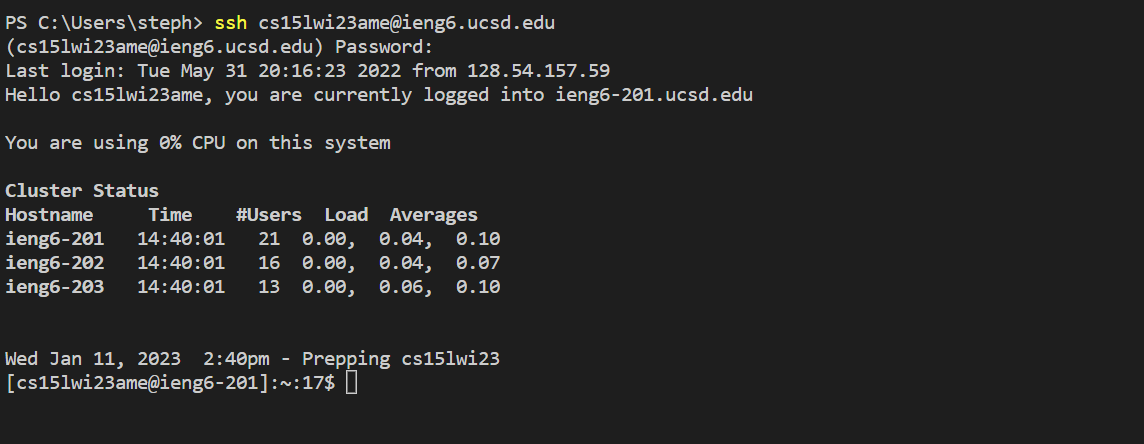 PS C:\Users\steph> ssh cs15lwi23ame@ieng6.ucsd.edu
(cs15lwi23ame@ieng6.ucsd.edu) Password:
Last login: Tue May 31 20:16:23 2022 from 128.54.157.59
Hello cs15lwi23ame, you are currently logged into ieng6-201.ucsd.edu
You are using 0% CPU on this system
Cluster Status
Hostname     Time    #Users  Load  Averages
ieng6-201   14:40:01   21  0.00,  0.04,  0.10
ieng6-202   14:40:01   16  0.00,  0.04,  0.07
ieng6-203   14:40:01   13  0.00,  0.06,  0.10
Wed Jan 11, 2023  2:40pm - Prepping cs15lwi23
[cs15lwi23ame@ieng6-201]:~:17$